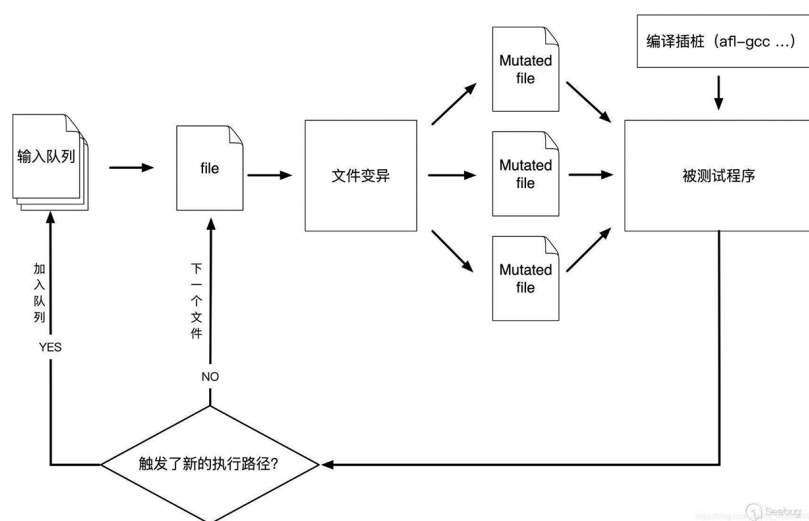 编译插桩（afl-gcc ...）
Mutated
file
输入队列
file
文件变异
Mutated
file
被测试程序
Mutated
file
加入队列
YES
下一个文件
NO
触发了新的执行路径?
Seebug